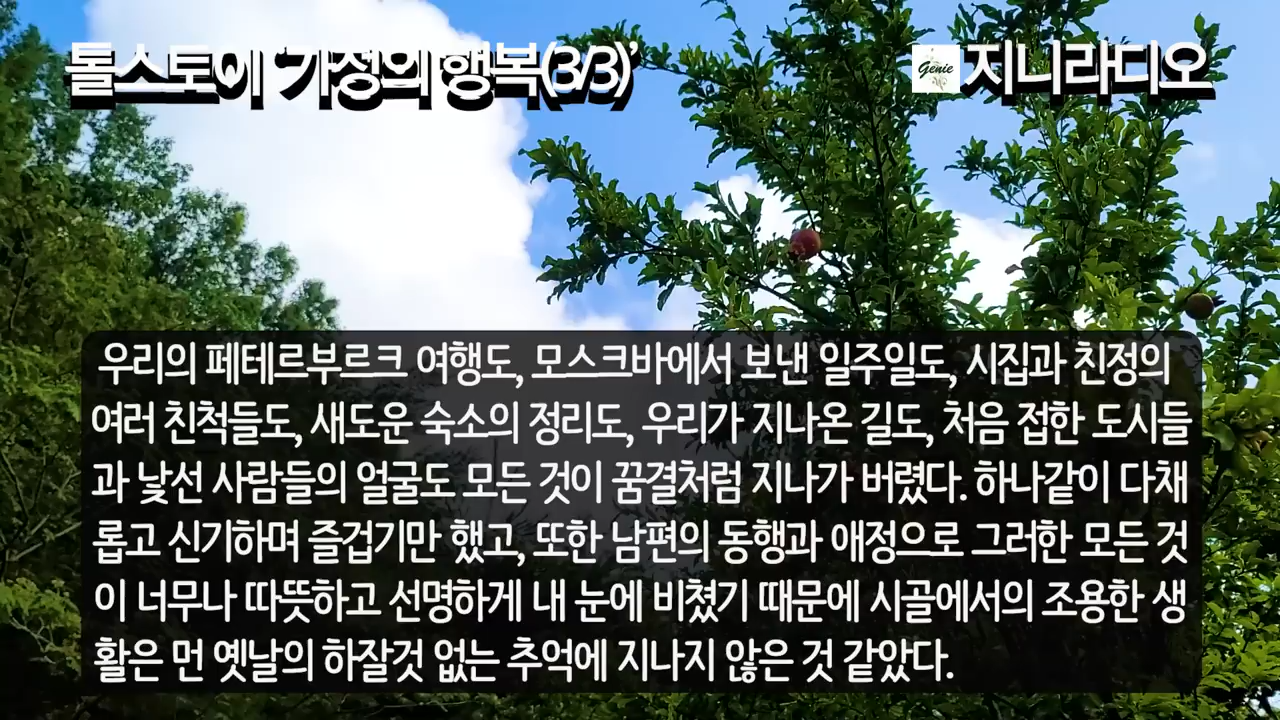 톨스토이 '가정의 행복(3/3)'
Genie 지니라디오
우리의 페테르부르크 여행도, 모스크바에서 보낸 일주일도, 시집과 친정의
여러 친척들도, 새도운 숙소의 정리도, 우리가 지나온 길도, 처음 접한 도시들
과 낯선 사람들의 얼굴도 모든 것이 꿈결처럼 지나가 버렸다. 하나같이 다채
롭고 신기하며 즐겁기만 했고, 또한 남편의 동행과 애정으로 그러한 모든 것
이 너무나 따뜻하고 선명하게 내 눈에 비쳤기 때문에 시골에서의 조용한 생
활은 먼 옛날의 하잘것 없는 추억에 지나지 않은 것 같았다.